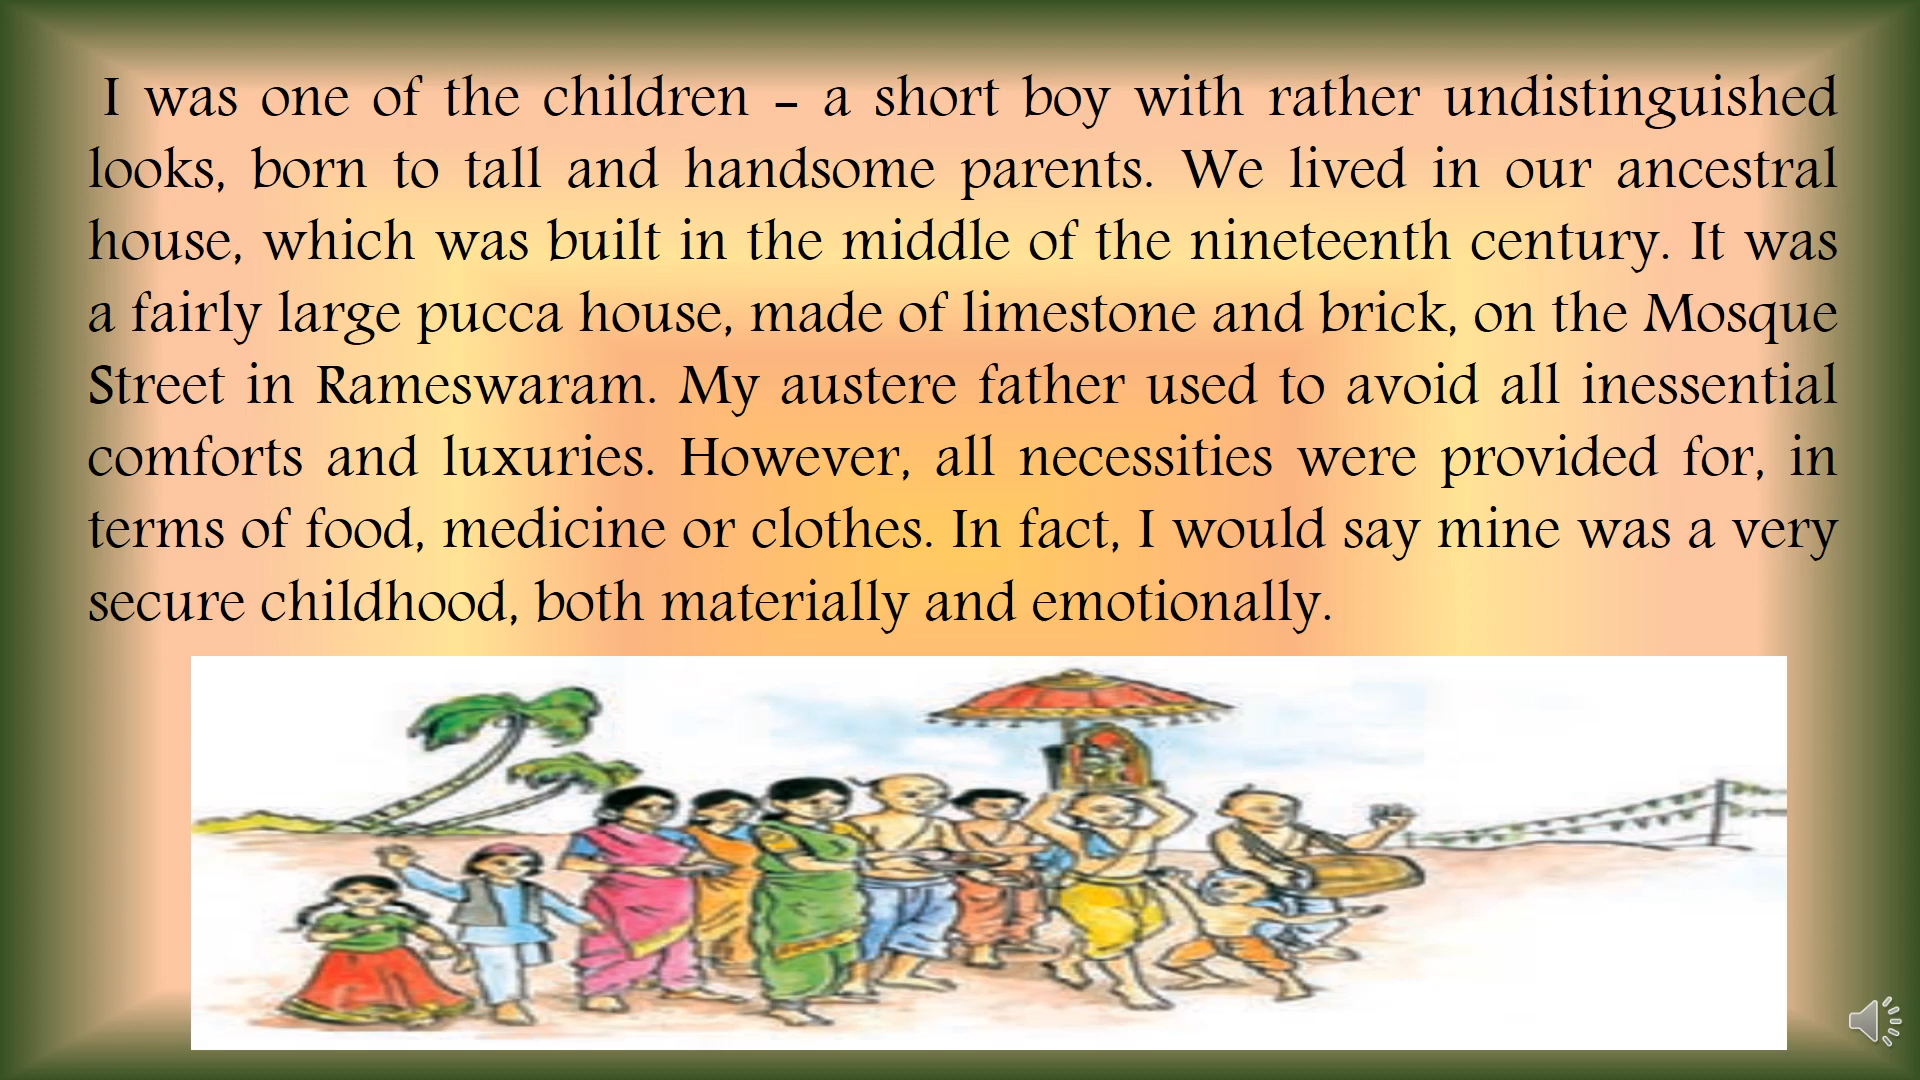 I was one of the children – a short boy with rather undistinguished
looks, born to tall and handsome parents. We lived in our ancestral
house, which was built in the middle of the nineteenth century. It was
a fairly large pucca house, made of limestone and brick, on the Mosque
Street in Rameswaram. My austere father used to avoid all inessential
comforts and luxuries. However, all necessities were provided for, in
terms of food, medicine or clothes. In fact, I would say mine was a very
secure childhood, both materially and emotionally.